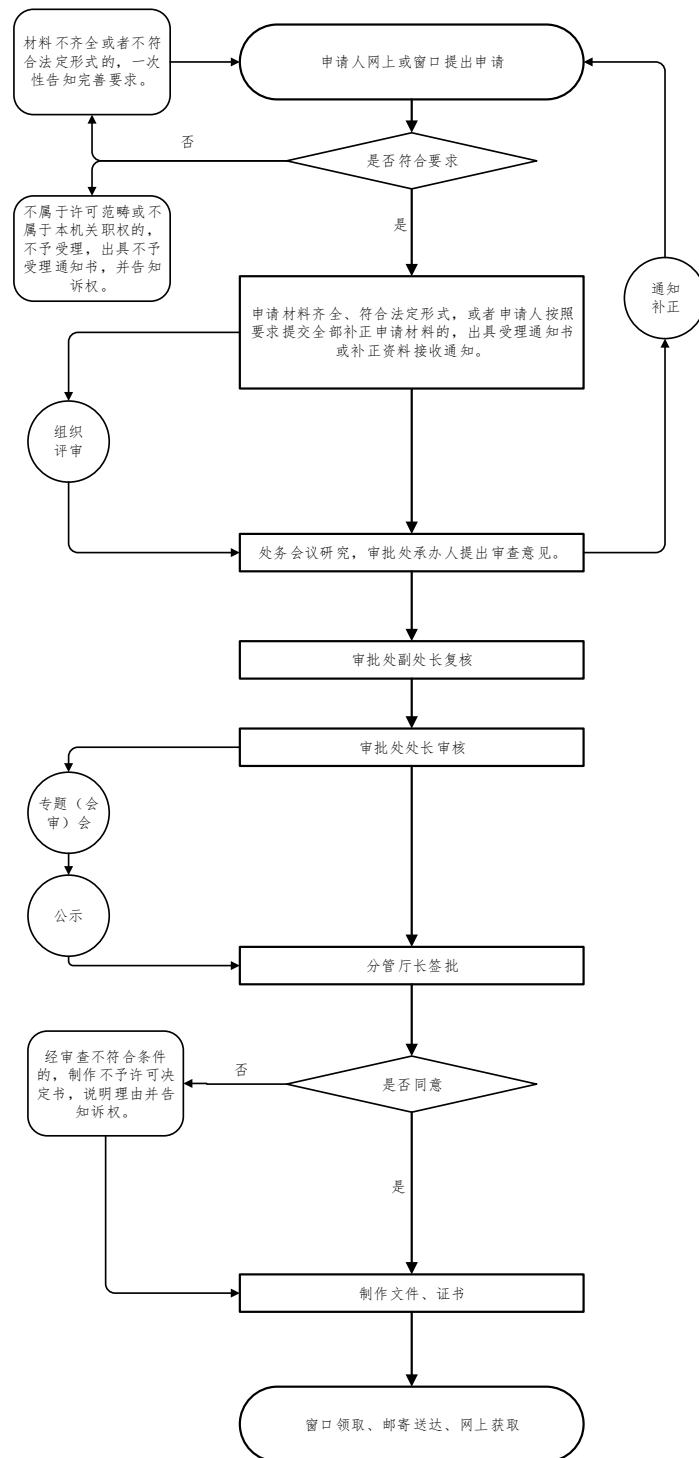 材料不齐全或者不符
合法定形式的，一次
性告知完善要求。
申请人网上或窗口提出申请
否
是否符合要求
不属于许可范畴或不
属于本机关职权的，
不予受理，出具不予
受理通知书，并告知
诉权。
是
通知
补正
申请材料齐全、符合法定形式，或者申请人按照
要求提交全部补正申请材料的，出具受理通知书
或补正资料接收通知。
组织
评审
处务会议研究，审批处承办人提出审查意见。
审批处副处长复核
审批处处长审核
专题（会
审）会
公示
分管厅长签批
经审查不符合条件
的，制作不予许可决
定书，说明理由并告
知诉权。
否
是否同意
是
制作文件、证书
窗口领取、邮寄送达、网上获取